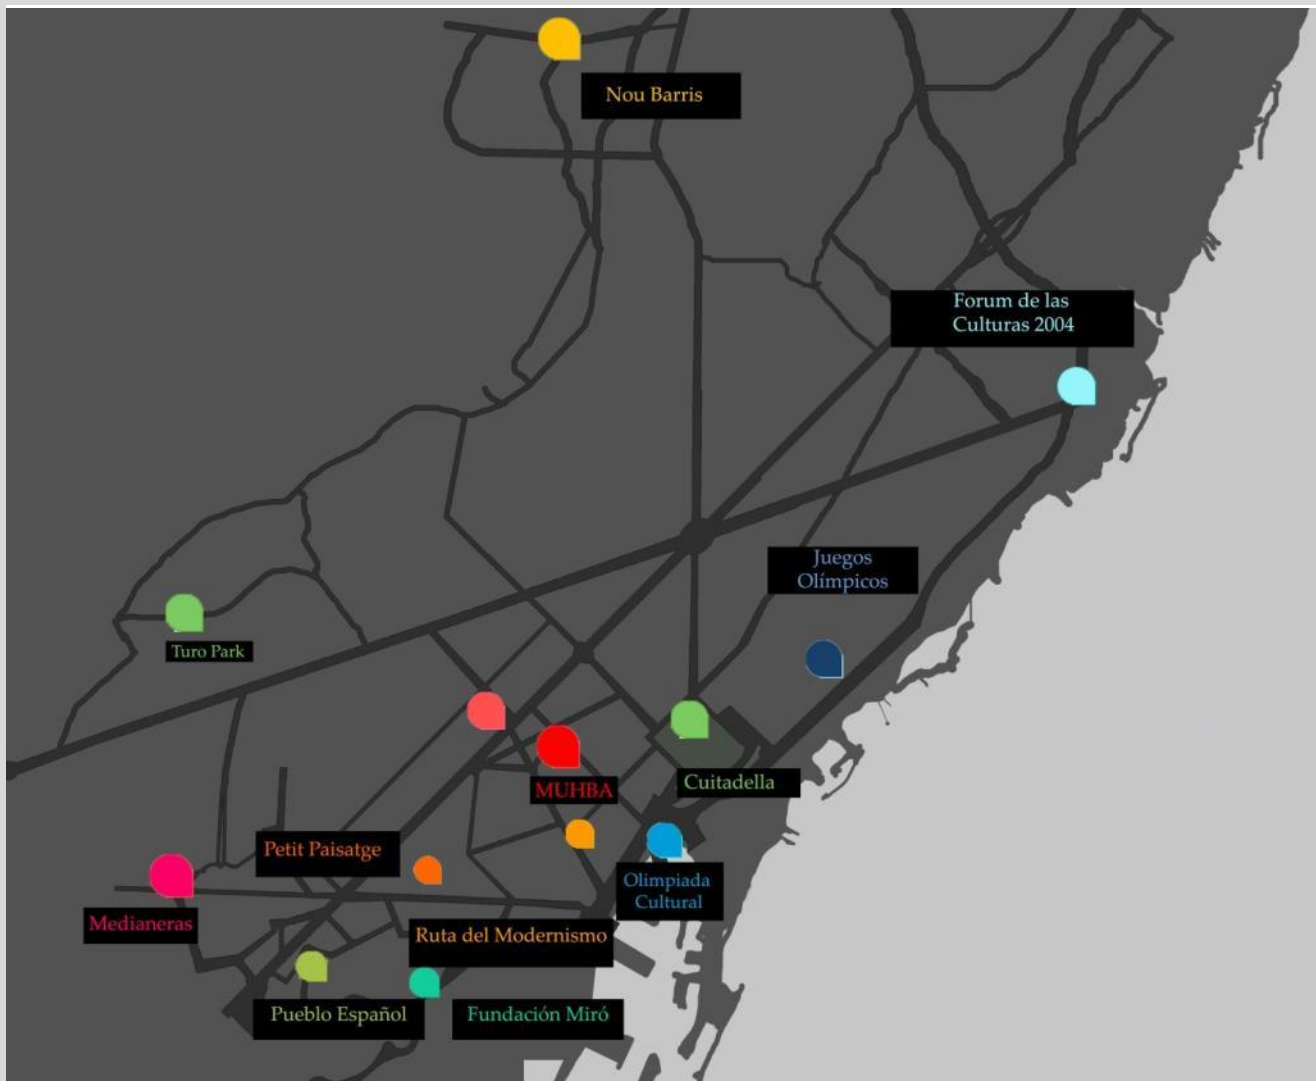 Nou Barris
Forum de las
Culturas 2004
Juegos
Olímpicos
Turo Park
Cuitadella
MUHBA
Petit Paisatge
Olimpiada
Cultural
Medianeras
Ruta del Modernismo
Pueblo Español
Fundación Miró